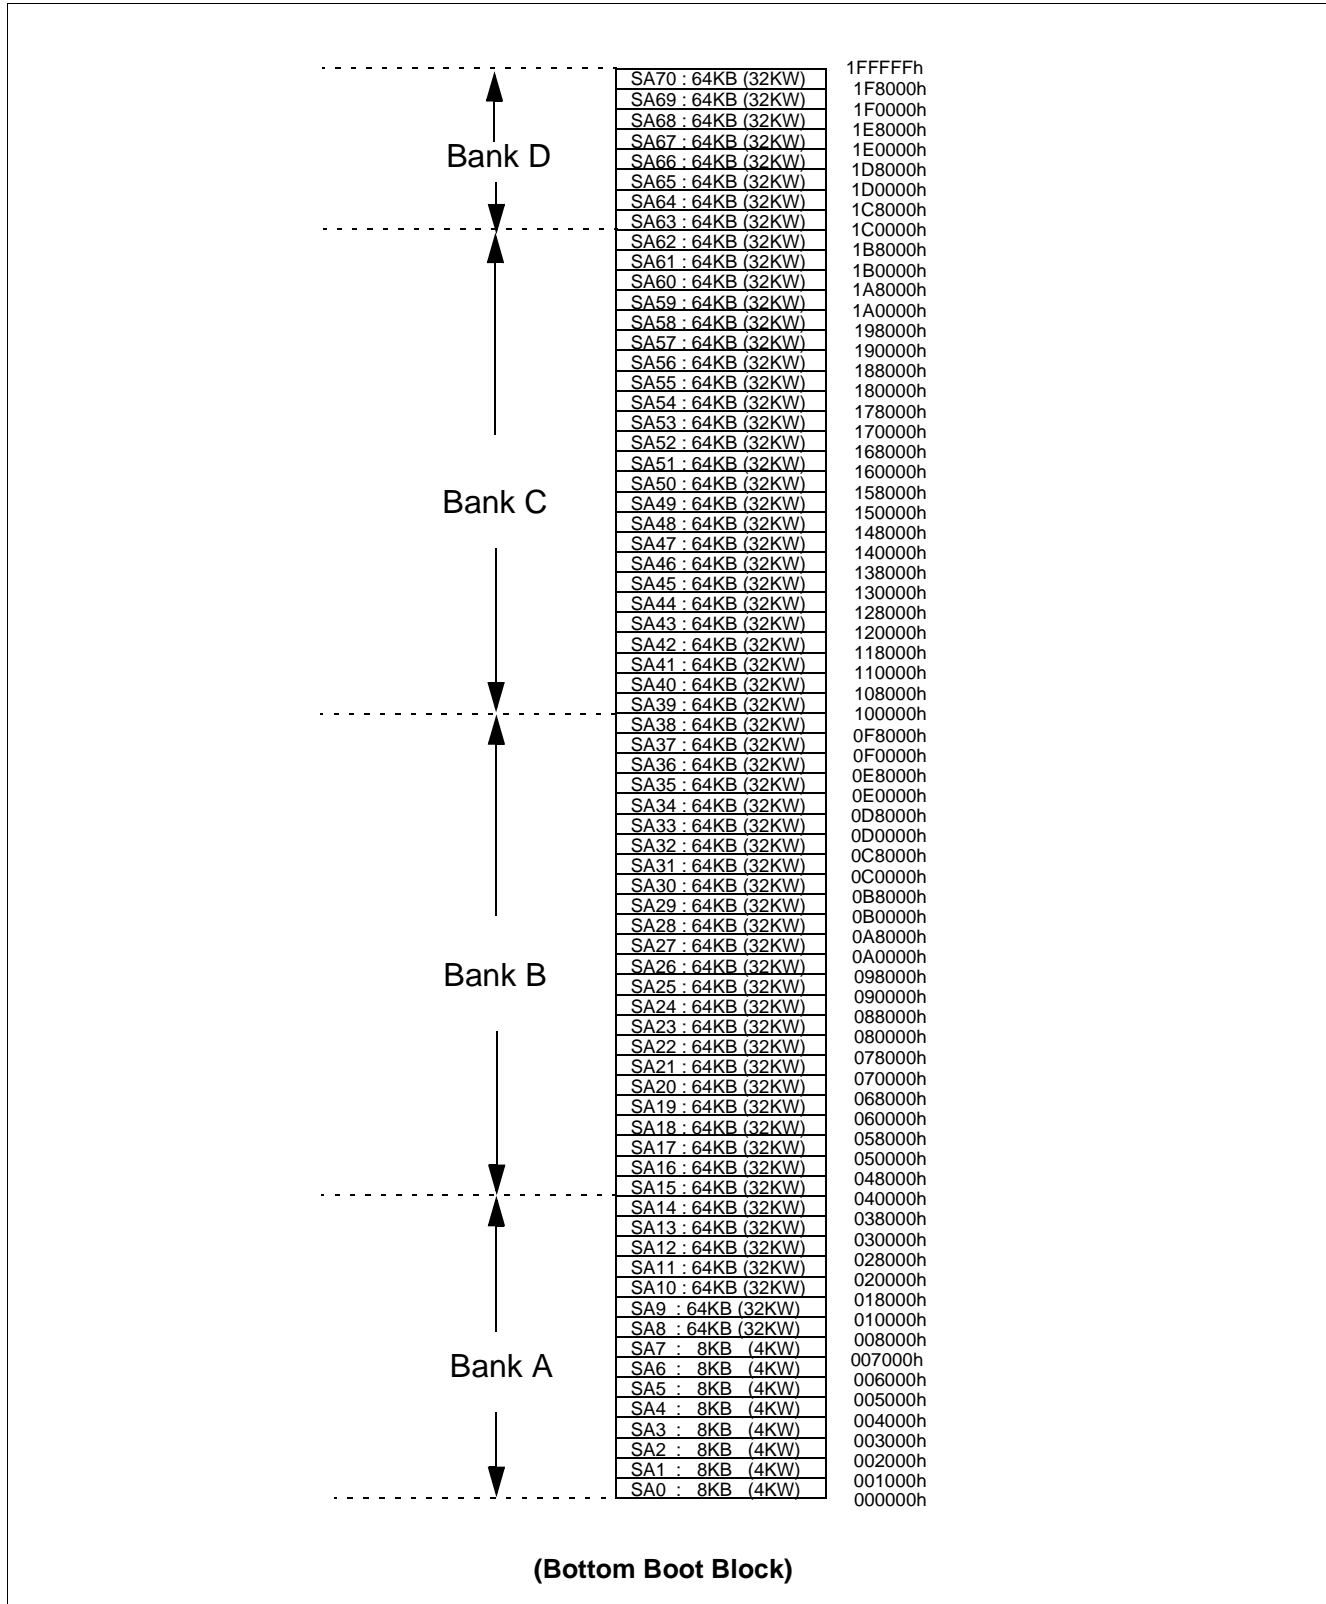 1FFFFFh
SA70 : 64KB (32KW)
1F8000h
SA69 : 64KB (32KW)
1F0000h
SA68 : 64KB (32KW)
1E8000h
SA67 : 64KB (32KW)
1E0000h
Bank D
SA66 : 64KB (32KW)
1D8000h
SA65 : 64KB (32KW)
1D0000h
SA64 : 64KB (32KW)
1C8000h
SA63 : 64KB (32KW)
1C0000h
SA62 : 64KB (32KW)
1B8000h
SA61 : 64KB (32KW)
1B0000h
SA60 : 64KB (32KW)
1A8000h
SA59 : 64KB (32KW)
1A0000h
SA58 : 64KB (32KW)
198000h
SA57 : 64KB (32KW)
190000h
SA56 : 64KB (32KW)
188000h
SA55 : 64KB (32KW)
180000h
SA54 : 64KB (32KW)
178000h
SA53 : 64KB (32KW)
170000h
SA52 : 64KB (32KW)
168000h
SA51 : 64KB (32KW)
160000h
SA50 : 64KB (32KW)
158000h
Bank C
SA49 : 64KB (32KW)
150000h
SA48 : 64KB (32KW)
148000h
SA47 : 64KB (32KW)
140000h
SA46 : 64KB (32KW)
138000h
SA45 : 64KB (32KW)
130000h
SA44 : 64KB (32KW)
128000h
SA43 : 64KB (32KW)
120000h
SA42 : 64KB (32KW)
118000h
SA41 : 64KB (32KW)
110000h
SA40 : 64KB (32KW)
108000h
SA39 : 64KB (32KW)
100000h
SA38 : 64KB (32KW)
0F8000h
SA37 : 64KB (32KW)
0F0000h
SA36 : 64KB (32KW)
0E8000h
SA35 : 64KB (32KW)
0E0000h
SA34 : 64KB (32KW)
0D8000h
SA33 : 64KB (32KW)
0D0000h
SA32 : 64KB (32KW)
0C8000h
SA31 : 64KB (32KW)
0C0000h
SA30 : 64KB (32KW)
0B8000h
SA29 : 64KB (32KW)
0B0000h
SA28 : 64KB (32KW)
0A8000h
SA27 : 64KB (32KW)
0A0000h
SA26 : 64KB (32KW)
098000h
Bank B
SA25 : 64KB (32KW)
090000h
SA24 : 64KB (32KW)
088000h
SA23 : 64KB (32KW)
080000h
SA22 : 64KB (32KW)
078000h
SA21 : 64KB (32KW)
070000h
SA20 : 64KB (32KW)
068000h
SA19 : 64KB (32KW)
060000h
SA18 : 64KB (32KW)
058000h
SA17 : 64KB (32KW)
050000h
SA16 : 64KB (32KW)
048000h
SA15 : 64KB (32KW)
040000h
SA14 : 64KB (32KW)
038000h
SA13 : 64KB (32KW)
030000h
SA12 : 64KB (32KW)
028000h
SA11 : 64KB (32KW)
020000h
SA10 : 64KB (32KW)
018000h
SA9 : 64KB (32KW)
010000h
SA8 : 64KB (32KW)
008000h
SA7 : 8KB (4KW)
007000h
Bank A
SA6 : 8KB (4KW)
006000h
SA5 : 8KB (4KW)
005000h
SA4 : 8KB (4KW)
004000h
SA3 : 8KB (4KW)
003000h
SA2 : 8KB (4KW)
002000h
SA1 : 8KB (4KW)
001000h
SA0 : 8KB (4KW)
000000h
(Bottom Boot Block)